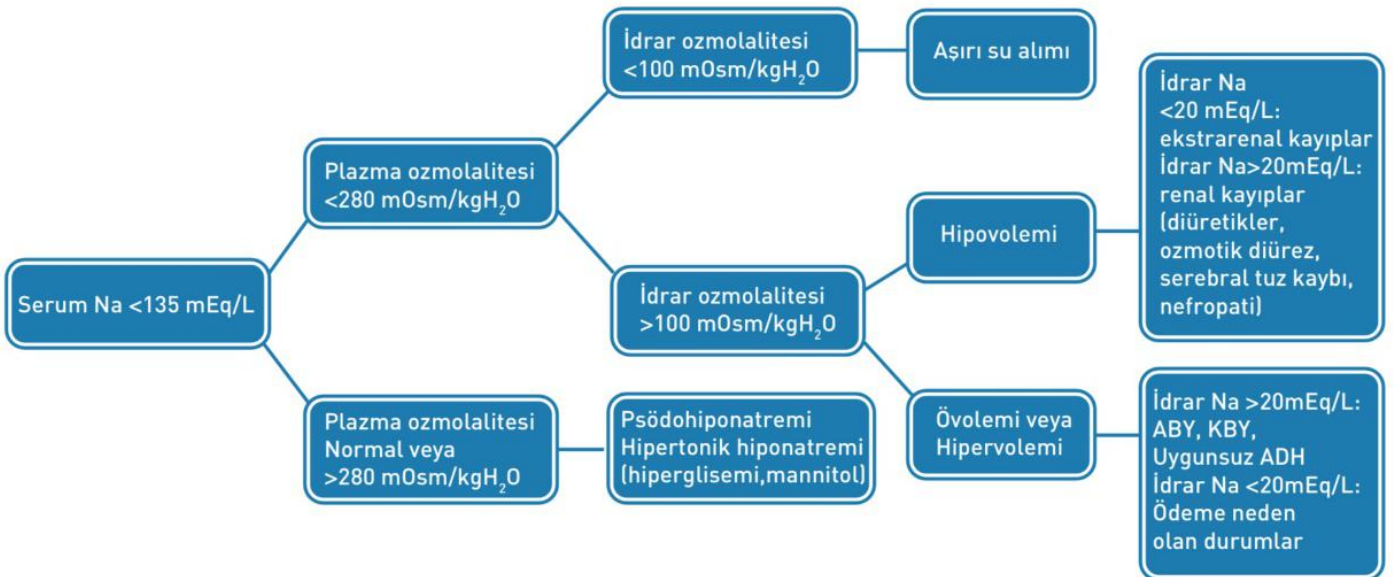 Serum Na <135 mEq/L
Plazma ozmolalitesi
<280 mOsm/kgH₂O
İdrar ozmolalitesi
<100 mOsm/kgH₂O
Aşırı su alımı
İdrar ozmolalitesi
>100 mOsm/kgH₂O
Hipovolemi
İdrar Na
<20 mEq/L:
ekstrarenal kayıplar
İdrar Na>20mEq/L:
renal kayıplar
(diüretikler,
ozmotik diürez,
serebral tuz kaybı,
nefropati)
Övolemi veya
Hipervolemi
İdrar Na >20mEq/L:
ABY, KBY,
Uygunsuz ADH
İdrar Na <20mEq/L:
Ödeme neden
olan durumlar
Plazma ozmolalitesi
Normal veya
>280 mOsm/kgH₂O
Psödohiponatremi
Hipertonik hiponatremi
(hiperglisemi,mannitol)